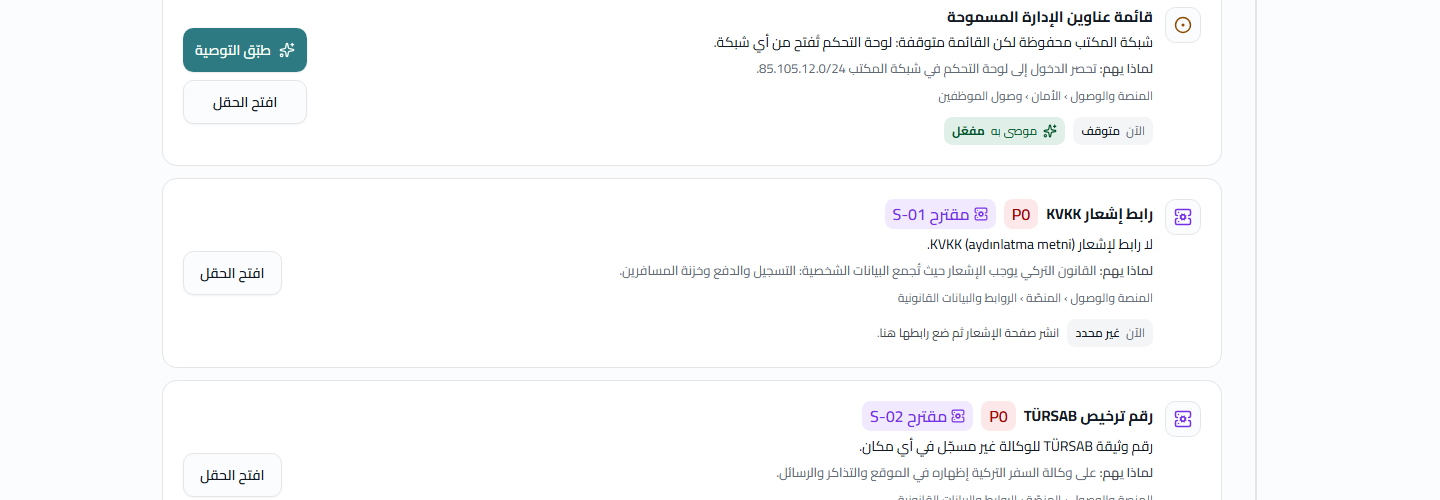 قائمة عناوين الإدارة المسموحة
شبكة المكتب محفوظة لكن القائمة متوقفة: لوحة التحكم تُفتح من أي شبكة.
لماذا يهم: تحصر الدخول إلى لوحة التحكم في شبكة المكتب 85.105.12.0/24.
المنصة والوصول › الأمان › وصول الموظفين
الآن متوقف
موصى به مفعّل
طبّق التوصية
افتح الحقل
رابط إشعار KVKK
P0
مقترح S-01
لا رابط لإشعار KVKK (aydınlatma metni).
لماذا يهم: القانون التركي يوجب الإشعار حيث تُجمع البيانات الشخصية: التسجيل والدفع وخزنة المسافرين.
المنصة والوصول › المنصّة › الروابط والبيانات القانونية
الآن غير محدد
انشر صفحة الإشعار ثم ضع رابطها هنا.
افتح الحقل
رقم ترخيص TÜRSAB
P0
مقترح S-02
رقم وثيقة TÜRSAB للوكالة غير مسجّل في أي مكان.
لماذا يهم: على وكالة السفر التركية إظهاره في الموقع والتذاكر والرسائل.
افتح الحقل